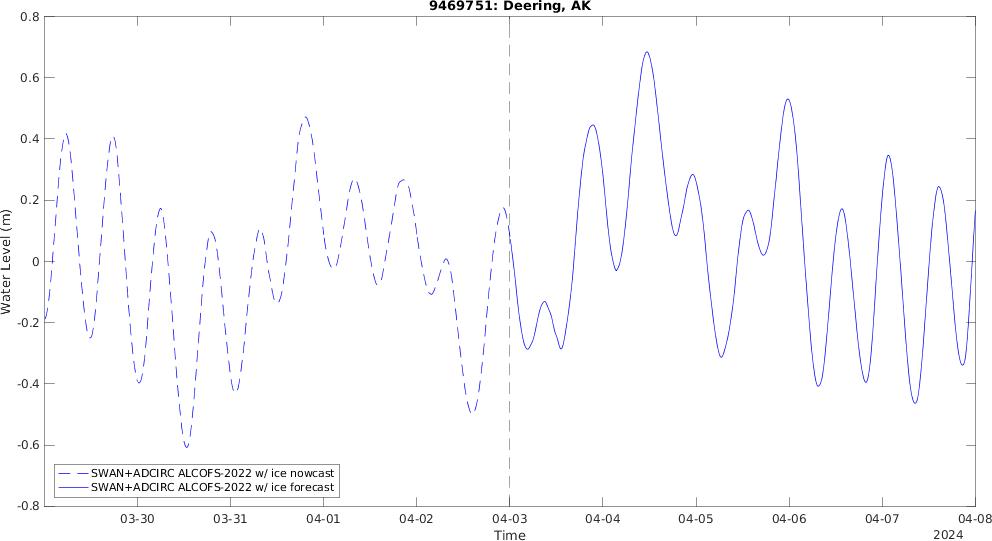 9469751: Deering, AK
0.8
0.6
0.4
0.2
0
-0.2
-0.4
-0.6
-0.8
Water Level (m)
SWAN+ADCIRC ALCOFS-2022 w/ ice nowcast
SWAN+ADCIRC ALCOFS-2022 w/ ice forecast
03-30 03-31 04-01 04-02 04-03 04-04 04-05 04-06 04-07 04-08
Time
2024